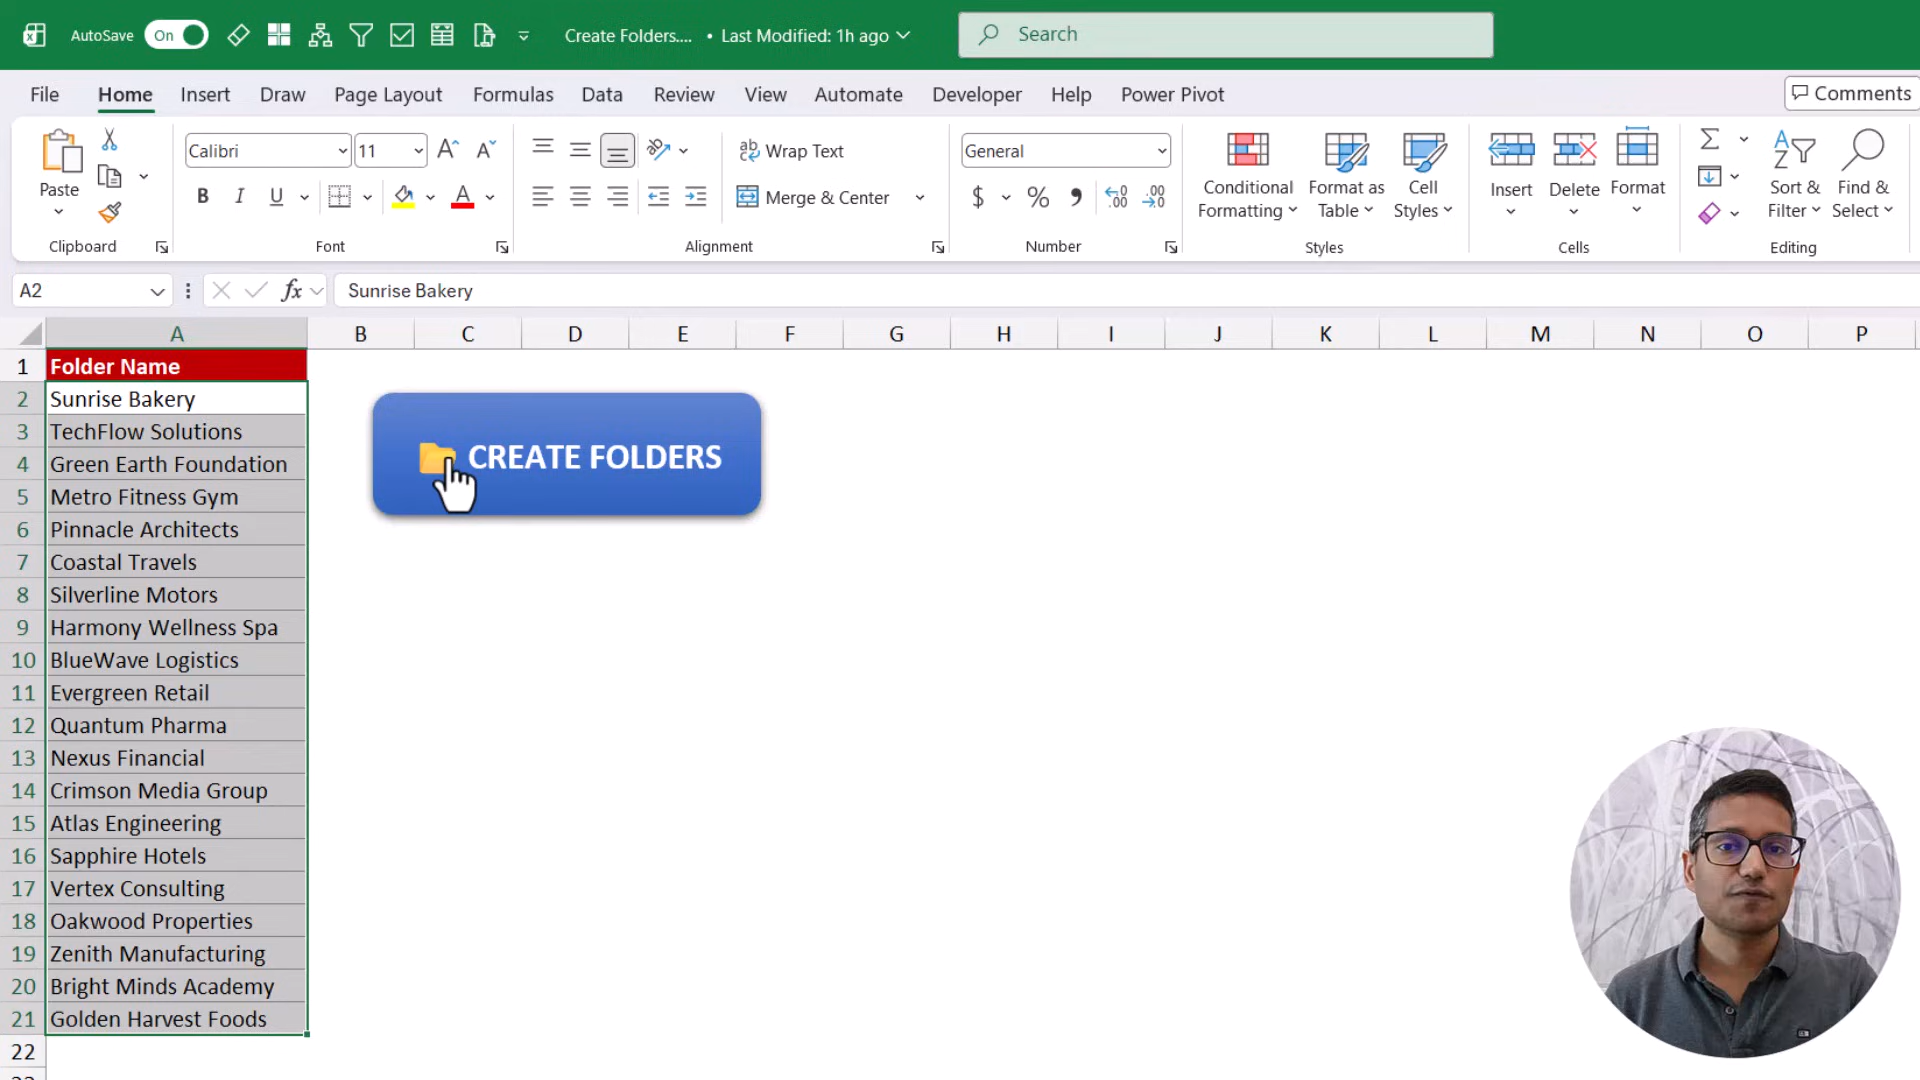 AutoSave On Create Folders.... • Last Modified: 1h ago Search
File Home Insert Draw Page Layout Formulas Data Review View Automate Developer Help Power Pivot Comments
Paste
Clipboard
Calibri 11
B I U A
Font
Wrap Text
Merge & Center
Alignment
General
$ % , .00 .00
Number
Conditional Formatting
Format as Table
Cell Styles
Styles
Insert Delete Format
Cells
Sort & Filter
Find & Select
Editing
A2 fx Sunrise Bakery
A B C D E F G H I J K L M N O P
1 Folder Name
2 Sunrise Bakery
3 TechFlow Solutions
4 Green Earth Foundation
CREATE FOLDERS
5 Metro Fitness Gym
6 Pinnacle Architects
7 Coastal Travels
8 Silverline Motors
9 Harmony Wellness Spa
10 BlueWave Logistics
11 Evergreen Retail
12 Quantum Pharma
13 Nexus Financial
14 Crimson Media Group
15 Atlas Engineering
16 Sapphire Hotels
17 Vertex Consulting
18 Oakwood Properties
19 Zenith Manufacturing
20 Bright Minds Academy
21 Golden Harvest Foods
22